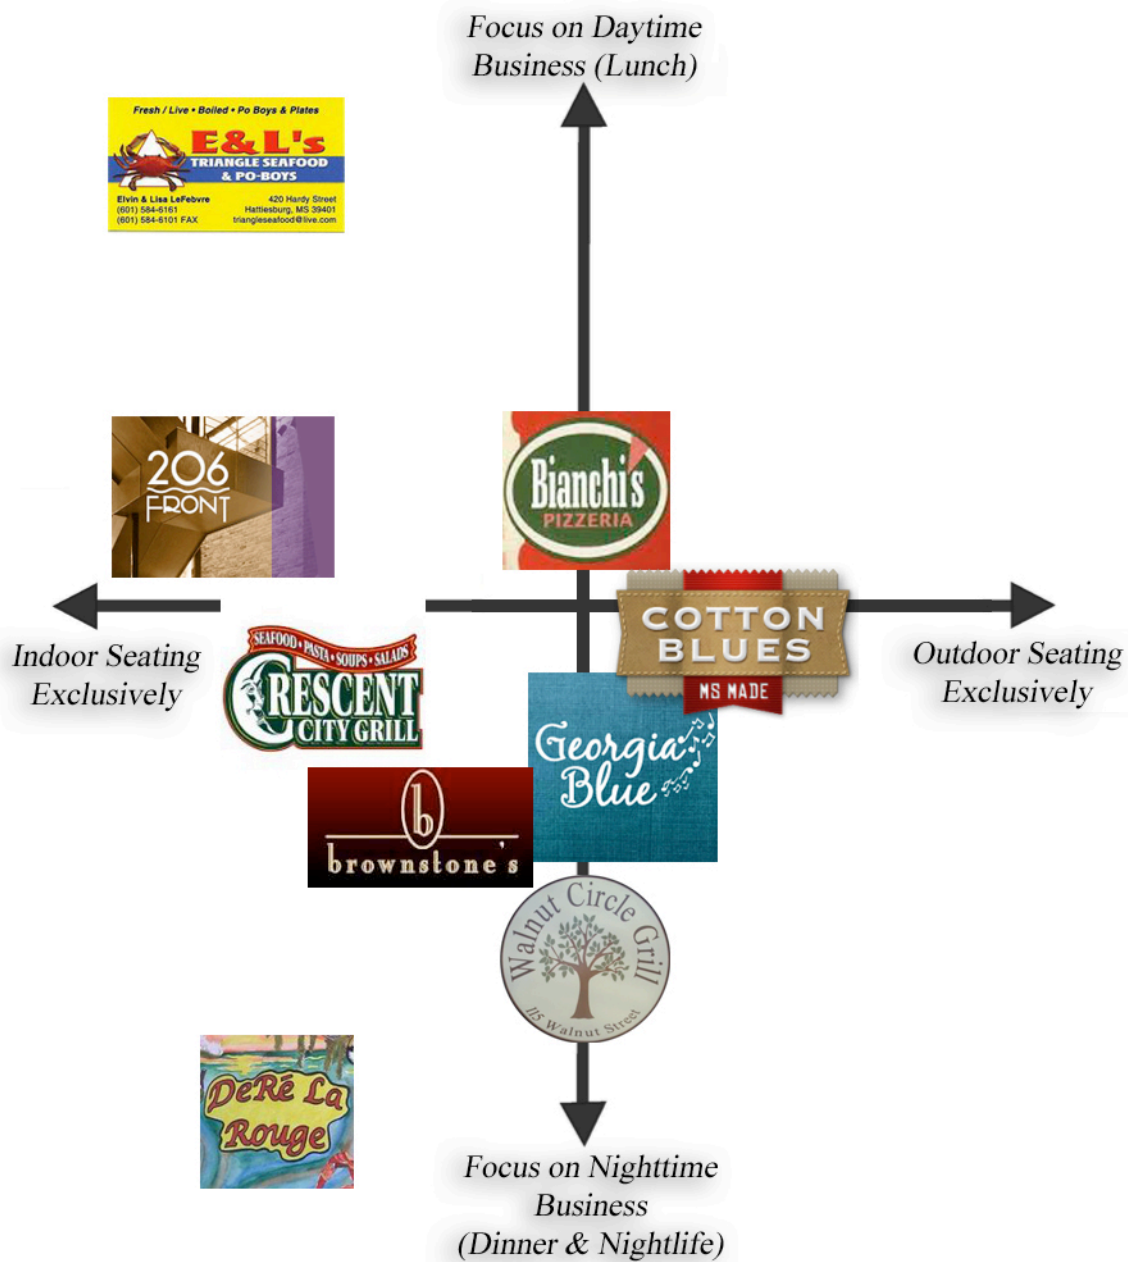 Focus on Daytime
Business (Lunch)
Fresh / Live • Boiled • Po Boys & Plates
E&L's
TRIANGLE SEAFOOD
& PO-BOYS
Elvin & Lisa LeFebvre
(601) 584-6161
(601) 584-6101 FAX
420 Hardy Street
Hattiesburg, MS 39401
triangleseafood@live.com
206
FRONT
Bianchi's
PIZZERIA
COTTON
BLUES
MS MADE
Indoor Seating
Exclusively
SEAFOOD • PASTA • SOUPS • SALADS
CRESCENT
CITY GRILL
Outdoor Seating
Exclusively
Georgia
Blue
b
brownstone's
Walnut Circle Grill
115 Walnut Street
DeRé La
Rouge
Focus on Nighttime
Business
(Dinner & Nightlife)